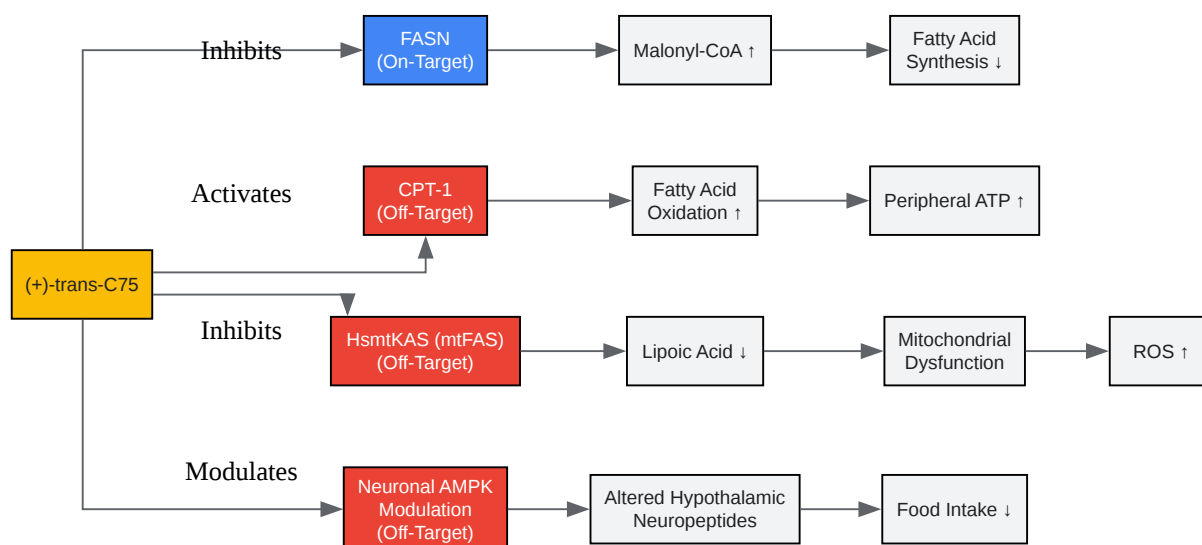 Inhibits
FASN
(On-Target)
Malonyl-CoA ↑
Fatty Acid
Synthesis ↓
Activates
CPT-1
(Off-Target)
Fatty Acid
Oxidation ↑
Peripheral ATP ↑
(+)-trans-C75
Inhibits
HsmtKAS (mtFAS)
(Off-Target)
Lipoic Acid ↓
Mitochondrial
Dysfunction
ROS ↑
Modulates
Neuronal AMPK
Modulation
(Off-Target)
Altered Hypothalamic
Neuropeptides
Food Intake ↓